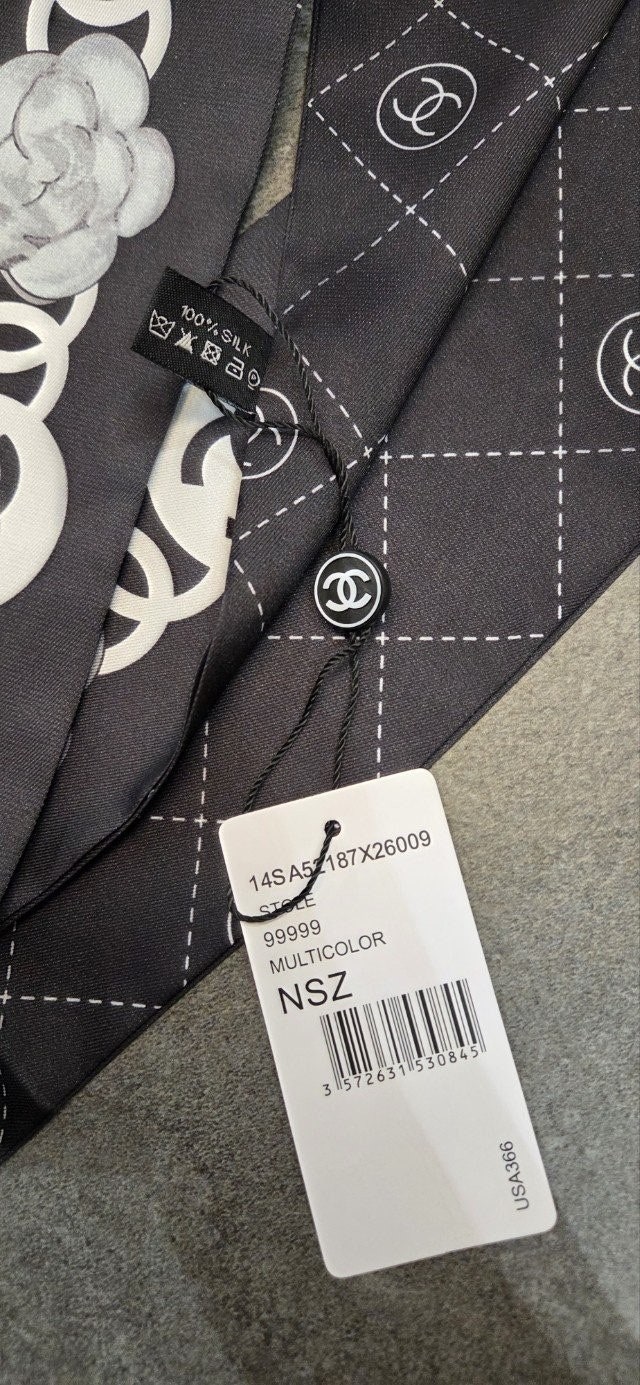 100% SILK
14S A52187X26009
STOLE
99999
MULTICOLOR
NSZ
3 572631 530845
USA366